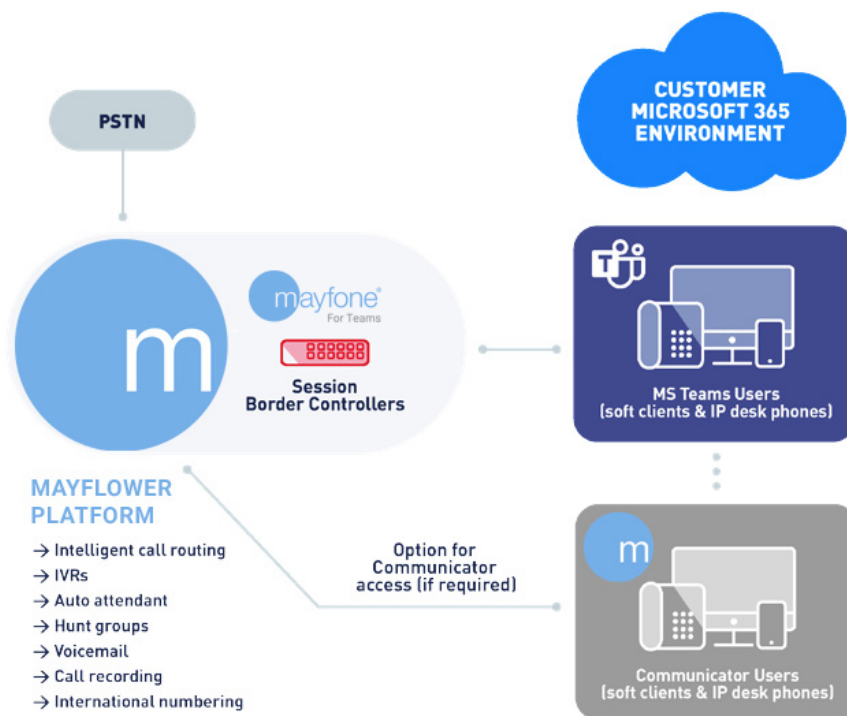 PSTN
CUSTOMER
MICROSOFT 365
ENVIRONMENT
m
mayfone®
For Teams
Session
Border Controllers
T
MS Teams Users
(soft clients & IP desk phones)
MAYFLOWER
PLATFORM
→ Intelligent call routing
→ IVRs
→ Auto attendant
→ Hunt groups
→ Voicemail
→ Call recording
→ International numbering
Option for
Communicator
access (if required)
m
Communicator Users
(soft clients & IP desk phones)